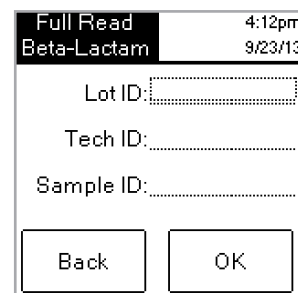 Full Read 4:12pm
Beta-Lactam 9/23/13
Lot ID:
Tech ID:
Sample ID:
Back OK